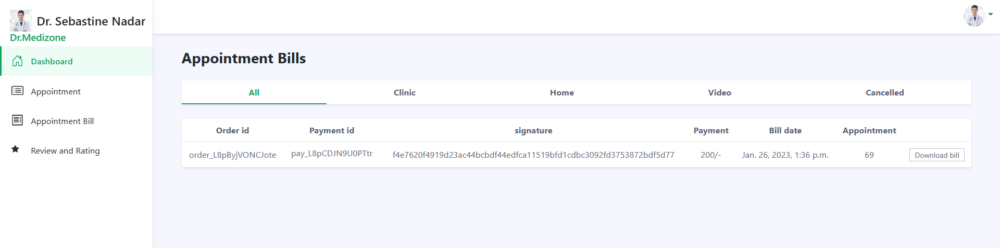 Dr. Sebastine Nadar
Dr.Medizone
Dashboard
Appointment
Appointment Bill
Review and Rating
Appointment Bills
All Clinic Home Video Cancelled
Order id Payment id signature Payment Bill date Appointment
order_L8pByjVONCJote pay_L8pCDJN9U0PTtr f4e7620f4919d23ac44bcbdf44edfca11519bfd1cdbc3092fd3753872bdf5d77 200/- Jan. 26, 2023, 1:36 p.m. 69 Download bill